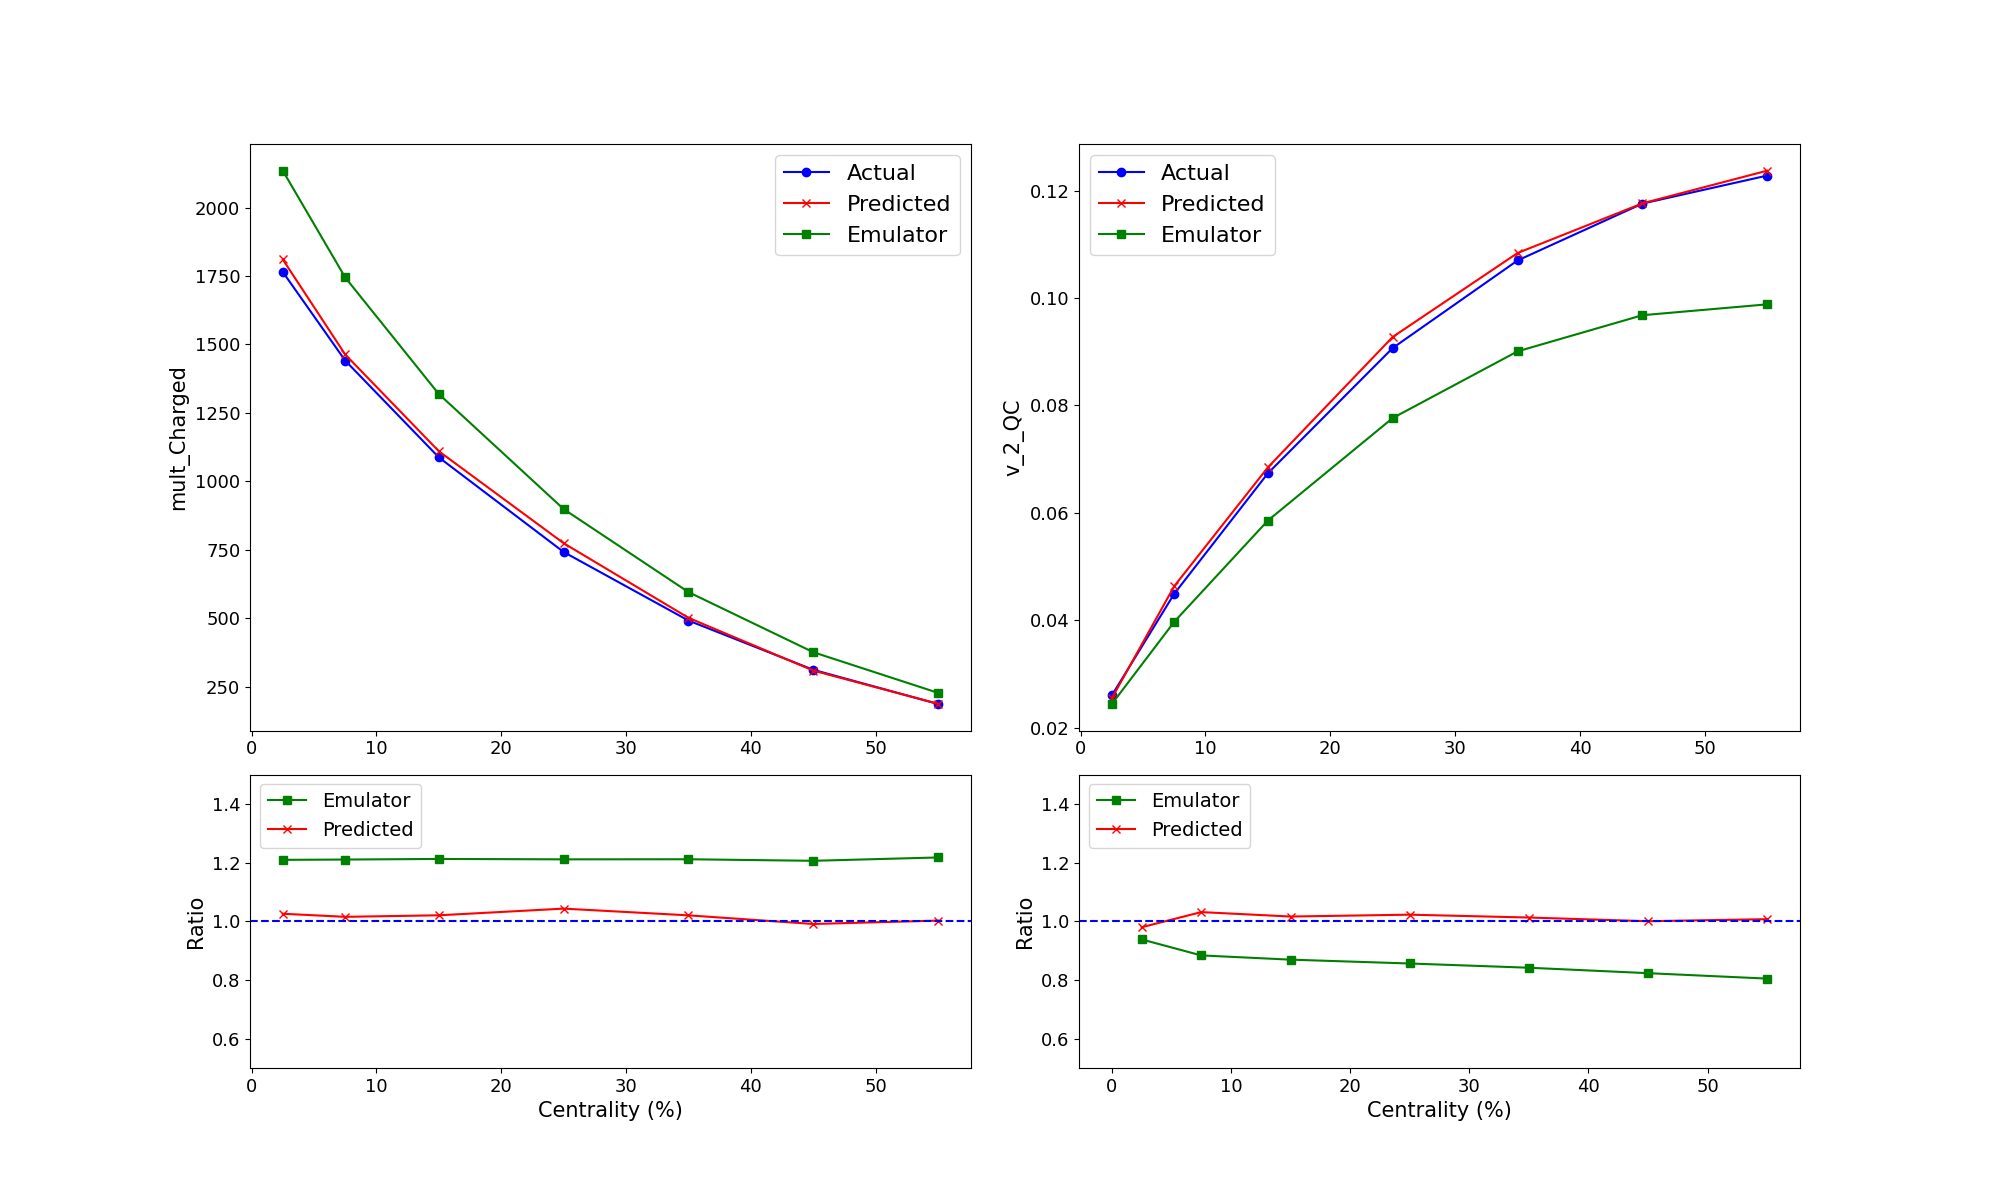 Actual
Predicted
Emulator
2000
1750
1500
1250
1000
750
500
250
mult_Charged
0 10 20 30 40 50
Actual
Predicted
Emulator
0.12
0.10
0.08
0.06
0.04
0.02
v_2_QC
0 10 20 30 40 50
Emulator
Predicted
1.4
1.2
1.0
0.8
0.6
Ratio
0 10 20 30 40 50
Centrality (%)
Emulator
Predicted
1.4
1.2
1.0
0.8
0.6
Ratio
0 10 20 30 40 50
Centrality (%)